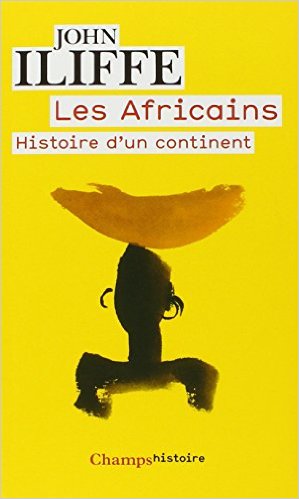 JOHN
ILIFFE
Les Africains
Histoire d'un continent
Champshistoire